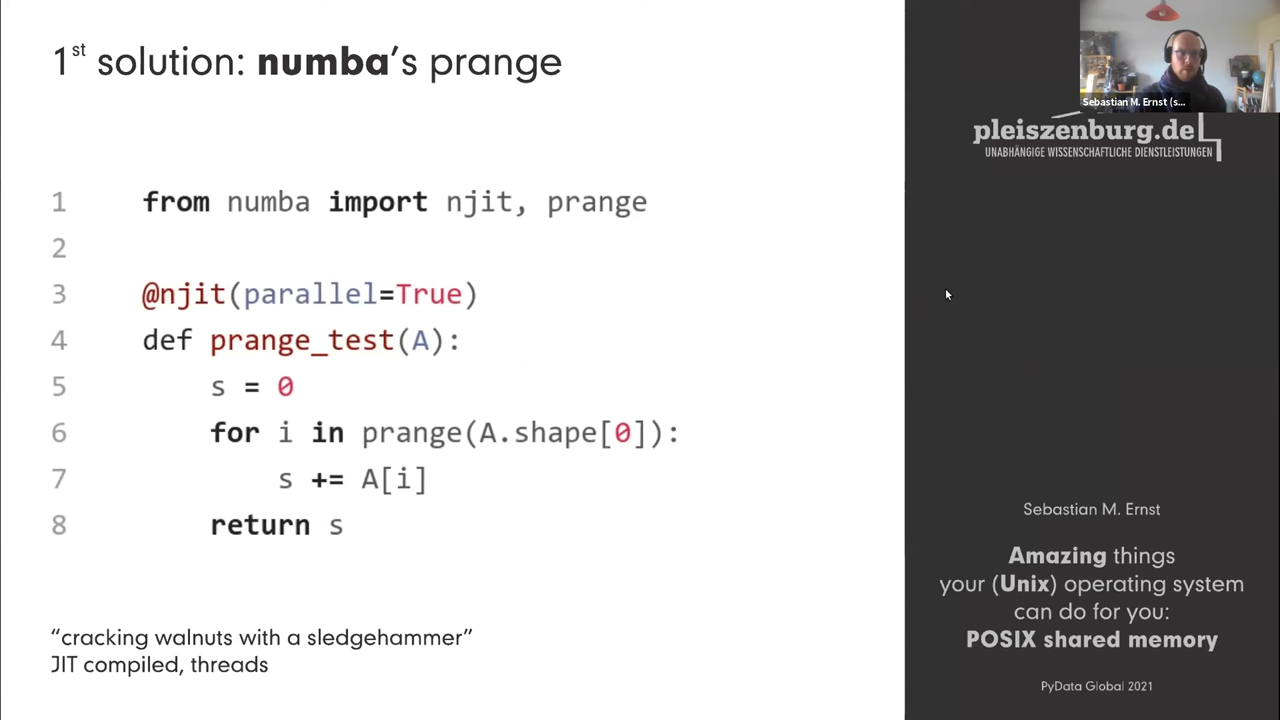 1st solution: numba's prange
1 from numba import njit, prange
2
3 @njit(parallel=True)
4 def prange_test(A):
5 s = 0
6 for i in prange(A.shape[0]):
7 s += A[i]
8 return s
“cracking walnuts with a sledgehammer”
JIT compiled, threads
Sebastian M. Ernst (s...
pleiszenburg.de
UNABHÄNGIGE WISSENSCHAFTLICHE DIENSTLEISTUNGEN
Sebastian M. Ernst
Amazing things
your (Unix) operating system
can do for you:
POSIX shared memory
PyData Global 2021